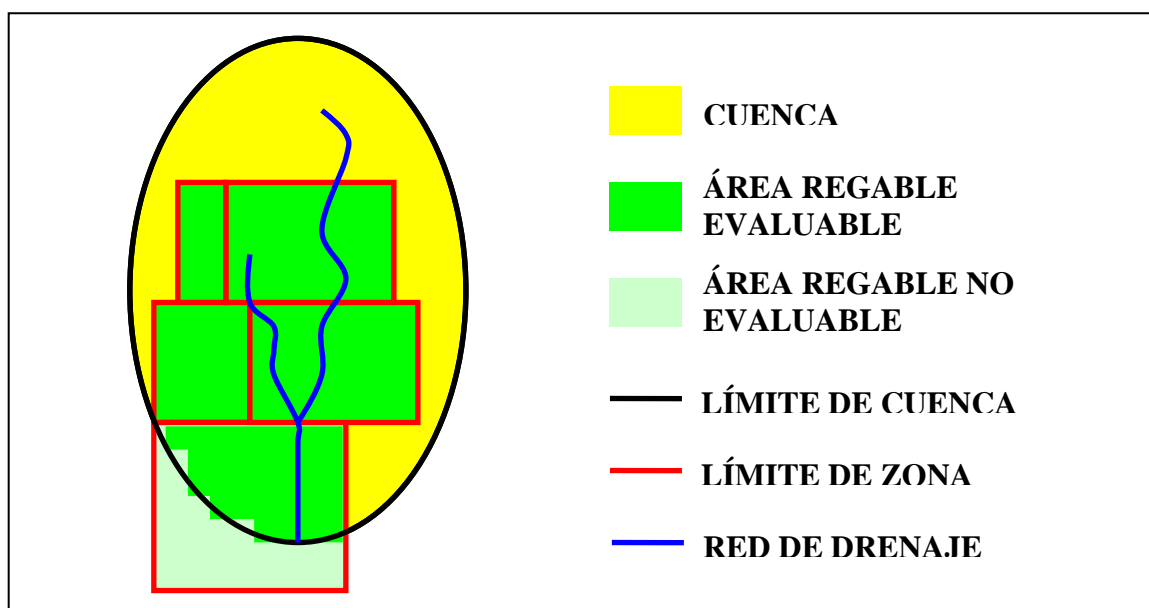 CUENCA
ÁREA REGABLE
EVALUABLE
ÁREA REGABLE NO
EVALUABLE
LÍMITE DE CUENCA
LÍMITE DE ZONA
RED DE DRENAJE